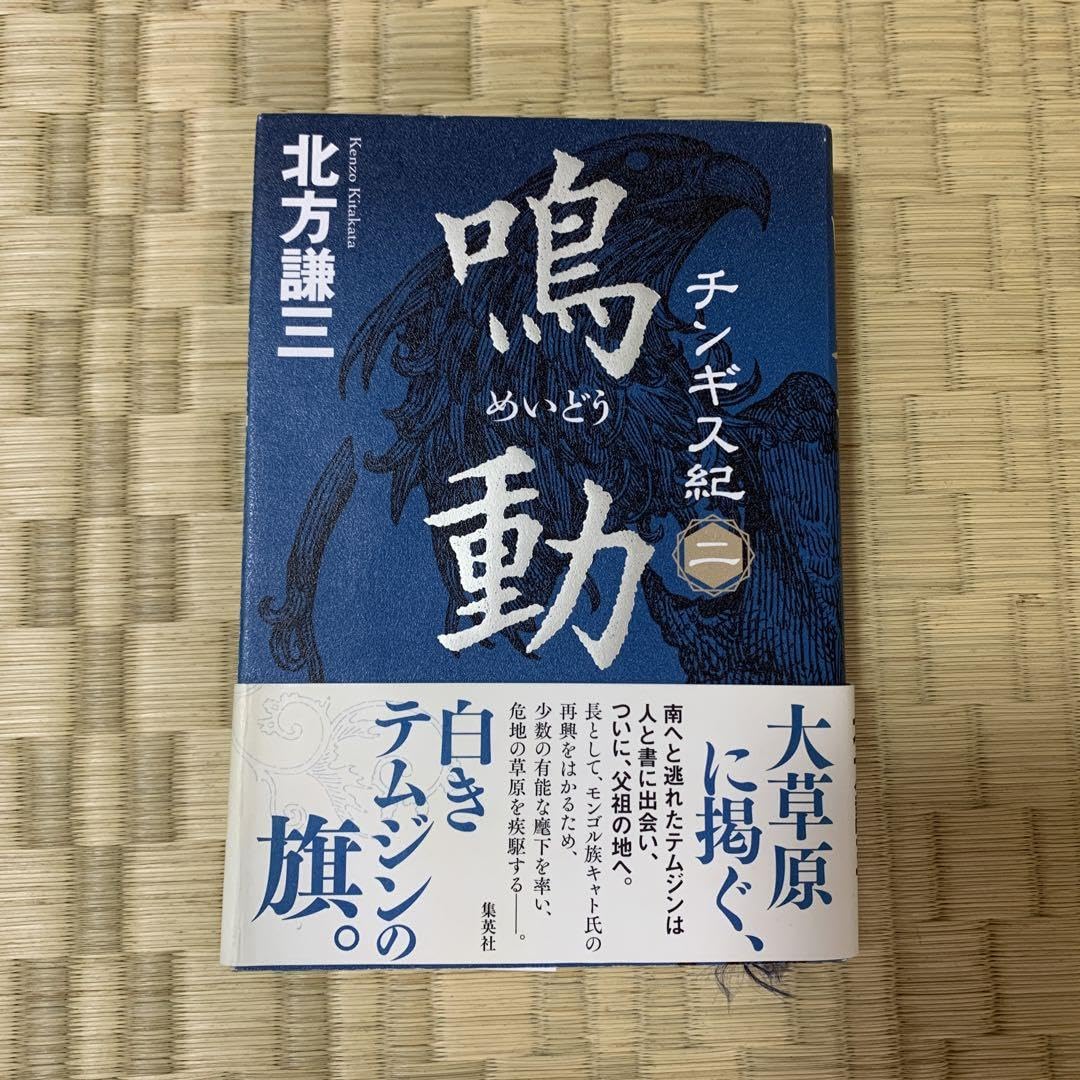 チンギス紀
二
鳴動
めいどう
北方謙三
Kenzo Kitakata
大草原
に掲ぐ、
南へと逃れたテムジンは
人と書に出会い、
ついに、父祖の地へ。
長として、モンゴル族キャト氏の
再興をはかるため、
少数の有能な麾下を率い、
危地の草原を疾駆する――。
集英社
白き
テムジンの
旗。